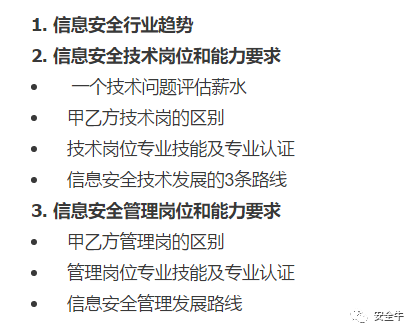 1. 信息安全行业趋势
2. 信息安全技术岗位和能力要求
• 一个技术问题评估薪水
• 甲乙方技术岗的区别
• 技术岗位专业技能及专业认证
• 信息安全技术发展的3条路线
3. 信息安全管理岗位和能力要求
• 甲乙方管理岗的区别
• 管理岗位专业技能及专业认证
• 信息安全管理发展路线
安全牛